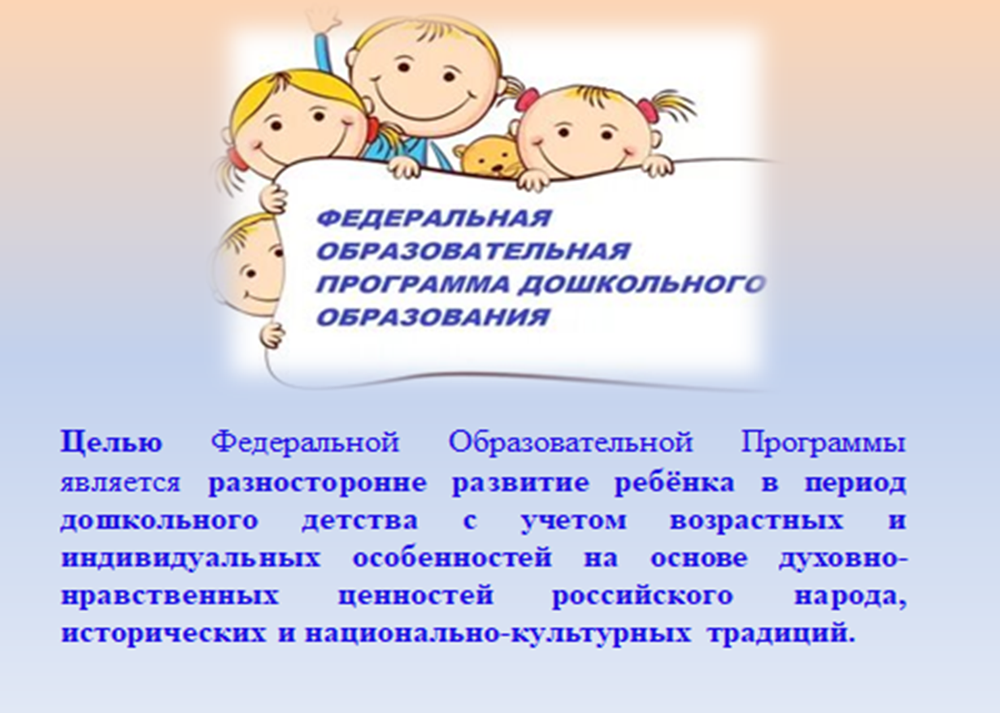 ФЕДЕРАЛЬНАЯ
ОБРАЗОВАТЕЛЬНАЯ
ПРОГРАММА ДОШКОЛЬНОГО
ОБРАЗОВАНИЯ
Целью Федеральной Образовательной Программы
является разносторонне развитие ребёнка в период
дошкольного детства с учетом возрастных и
индивидуальных особенностей на основе духовно-
нравственных ценностей российского народа,
исторических и национально-культурных традиций.